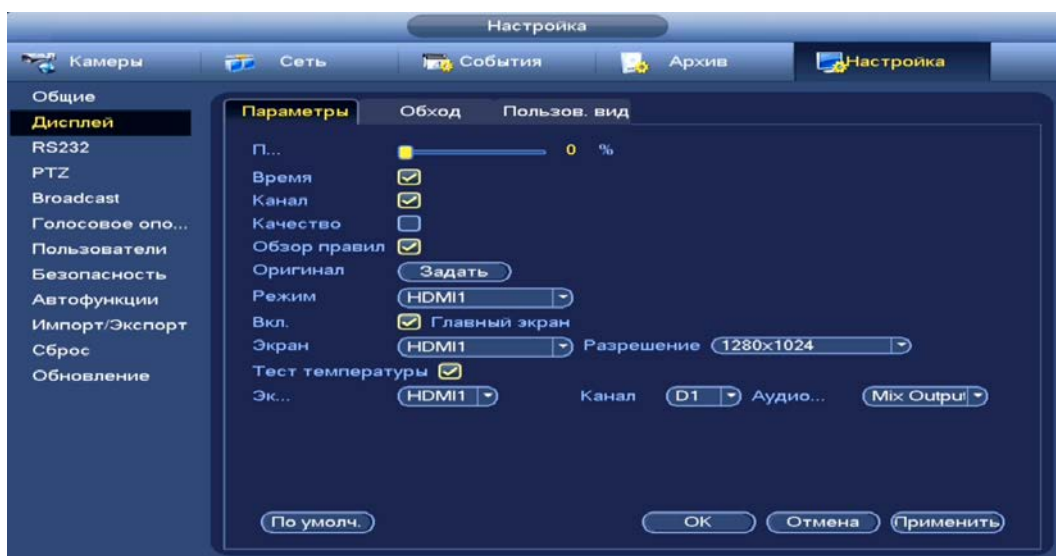 Настройка
Камеры Сеть События Архив Настройка
Общие
Дисплей
RS232
PTZ
Broadcast
Голосовое опо...
Пользователи
Безопасность
Автофункции
Импорт/Экспорт
Сброс
Обновление
Параметры Обход Пользов. вид
П... 0 %
Время
Канал
Качество
Обзор правил
Оригинал Задать
Режим HDMI1
Вкл. Главный экран
Экран HDMI1 Разрешение 1280x1024
Тест температуры
Эк... HDMI1 Канал D1 Аудио... Mix Output
По умолч. OK Отмена Применить